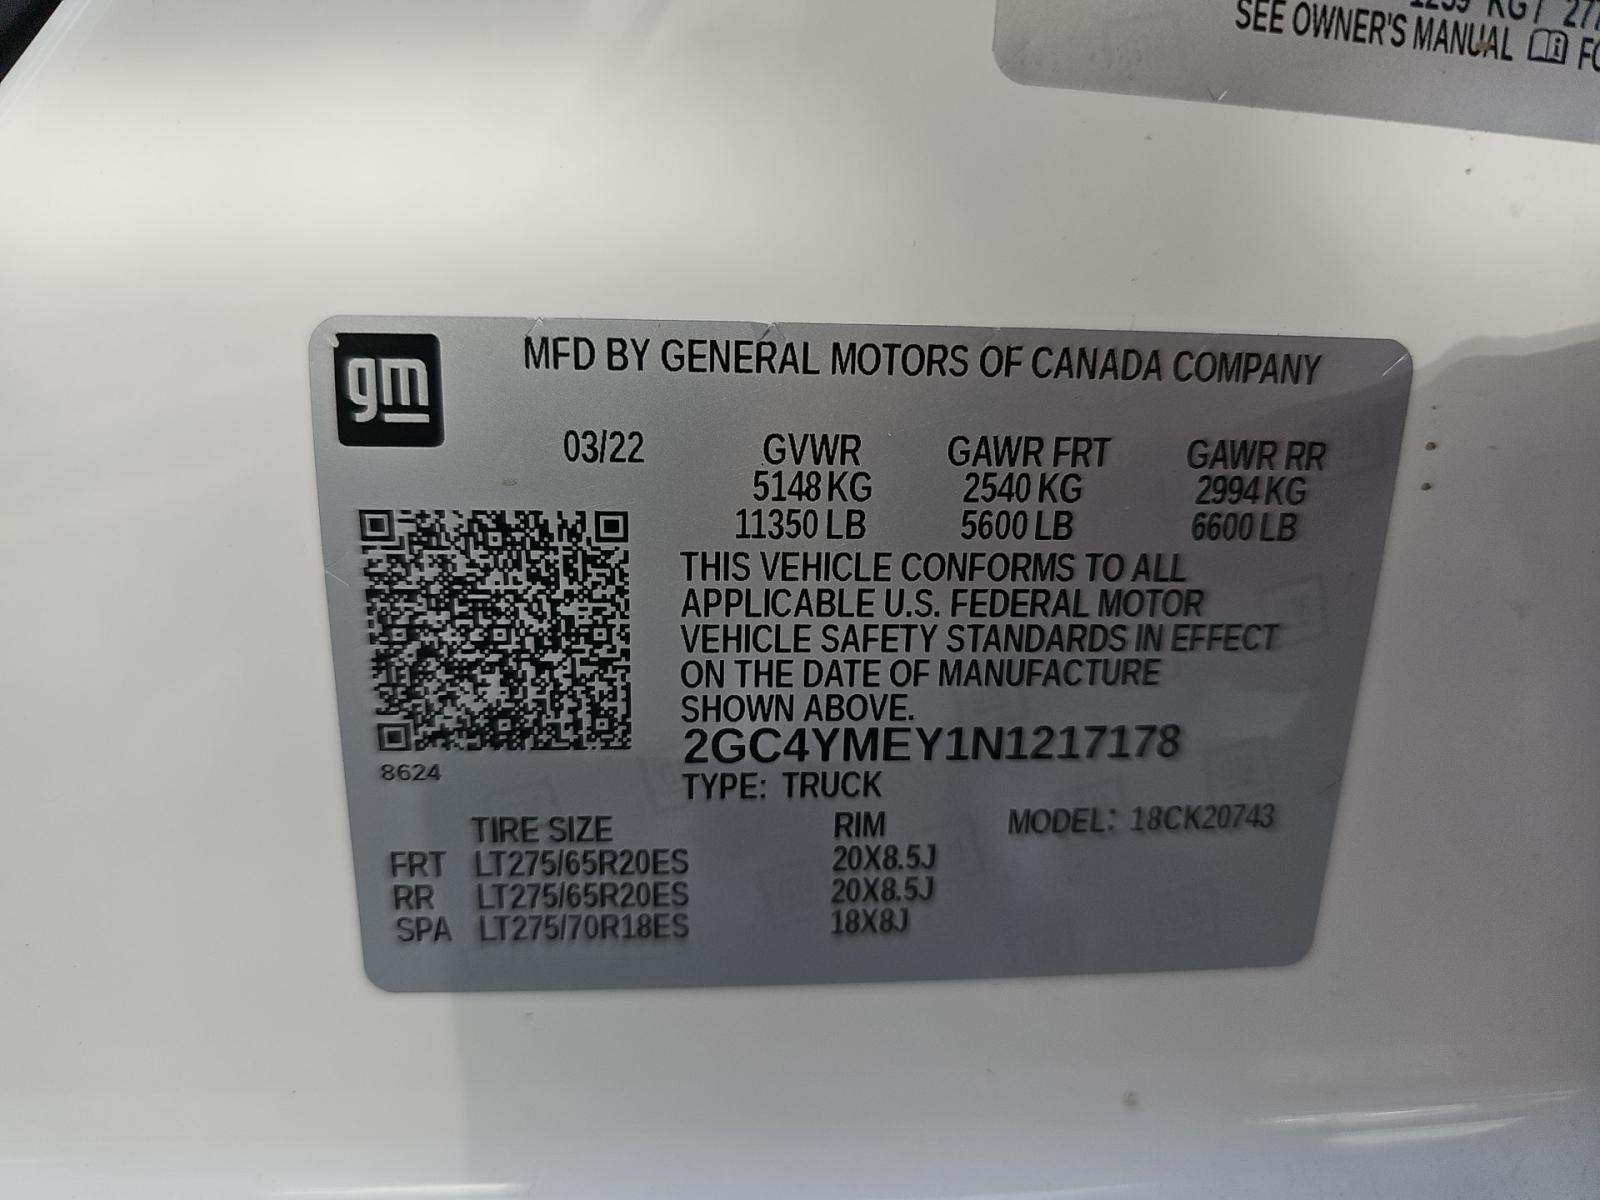 SEE OWNER'S MANUAL
gm
MFD BY GENERAL MOTORS OF CANADA COMPANY
03/22 GVWR GAWR FRT GAWR RR
5148 KG 2540 KG 2994 KG
11350 LB 5600 LB 6600 LB
THIS VEHICLE CONFORMS TO ALL
APPLICABLE U.S. FEDERAL MOTOR
VEHICLE SAFETY STANDARDS IN EFFECT
ON THE DATE OF MANUFACTURE
SHOWN ABOVE.
2GC4YMEY1N1217178
8624
TYPE: TRUCK
TIRE SIZE RIM MODEL: 18CK20743
FRT LT275/65R20ES 20X8.5J
RR LT275/65R20ES 20X8.5J
SPA LT275/70R18ES 18X8J